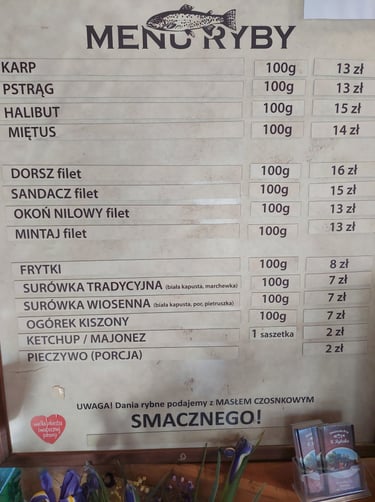 MENU RYBY
KARP 100g 13 zł
PSTRĄG 100g 13 zł
HALIBUT 100g 15 zł
MIĘTUS 100g 14 zł
DORSZ filet 100g 16 zł
SANDACZ filet 100g 15 zł
OKOŃ NILOWY filet 100g 13 zł
MINTAJ filet 100g 13 zł
FRYTKI 100g 8 zł
SURÓWKA TRADYCYJNA (biała kapusta, marchewka) 100g 7 zł
SURÓWKA WIOSENNA (biała kapusta, por, pietruszka) 100g 7 zł
OGÓREK KISZONY 100g 7 zł
KETCHUP / MAJONEZ 1 saszetka 2 zł
PIECZYWO (PORCJA) 2 zł
UWAGA! Dania rybne podajemy z MASŁEM CZOSNKOWYM
SMACZNEGO!